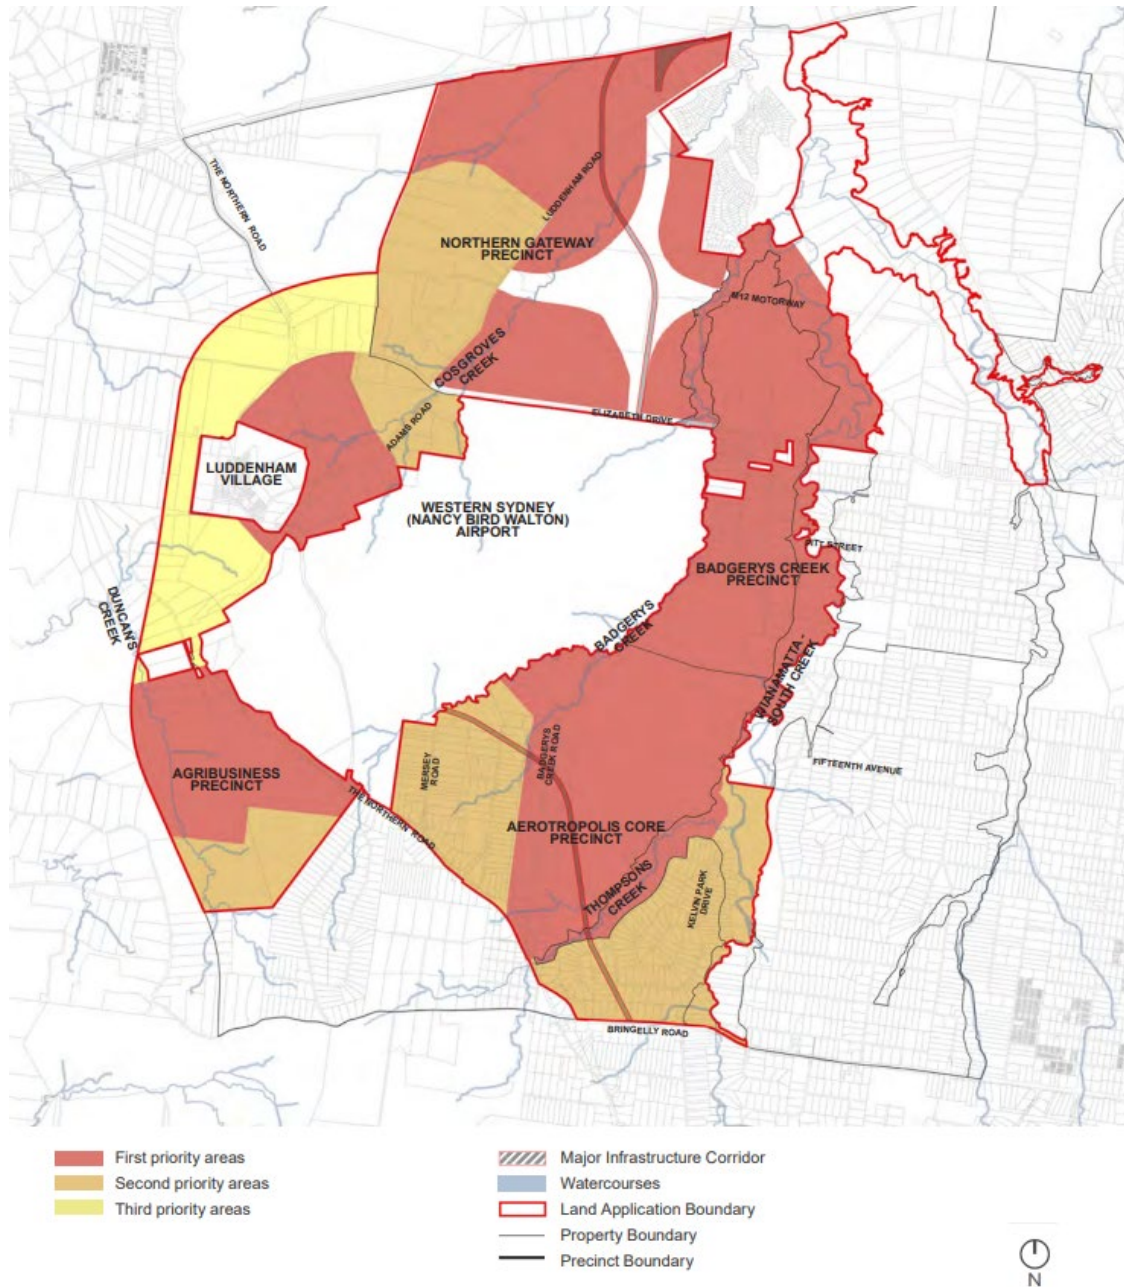 THE NORTHERN ROAD
LUDDENHAM ROAD
NORTHERN GATEWAY
PRECINCT
M12 MOTORWAY
COSGROVES
CREEK
ELIZABETH DRIVE
ADAMS ROAD
LUDDENHAM
VILLAGE
WESTERN SYDNEY
(NANCY BIRD WALTON)
AIRPORT
PITT STREET
BADGERYS CREEK
PRECINCT
DUNCAN'S
CREEK
BADGERYS
CREEK
WIANAMATTA -
SOUTH CREEK
MERSEY
ROAD
BADGERYS
CREEK ROAD
FIFTEENTH AVENUE
AGRIBUSINESS
PRECINCT
THE NORTHERN ROAD
AEROTROPOLIS CORE
PRECINCT
THOMPSONS
CREEK
KELVIN PARK
DRIVE
BRINGELLY ROAD
First priority areas
Second priority areas
Third priority areas
Major Infrastructure Corridor
Watercourses
Land Application Boundary
Property Boundary
Precinct Boundary
N